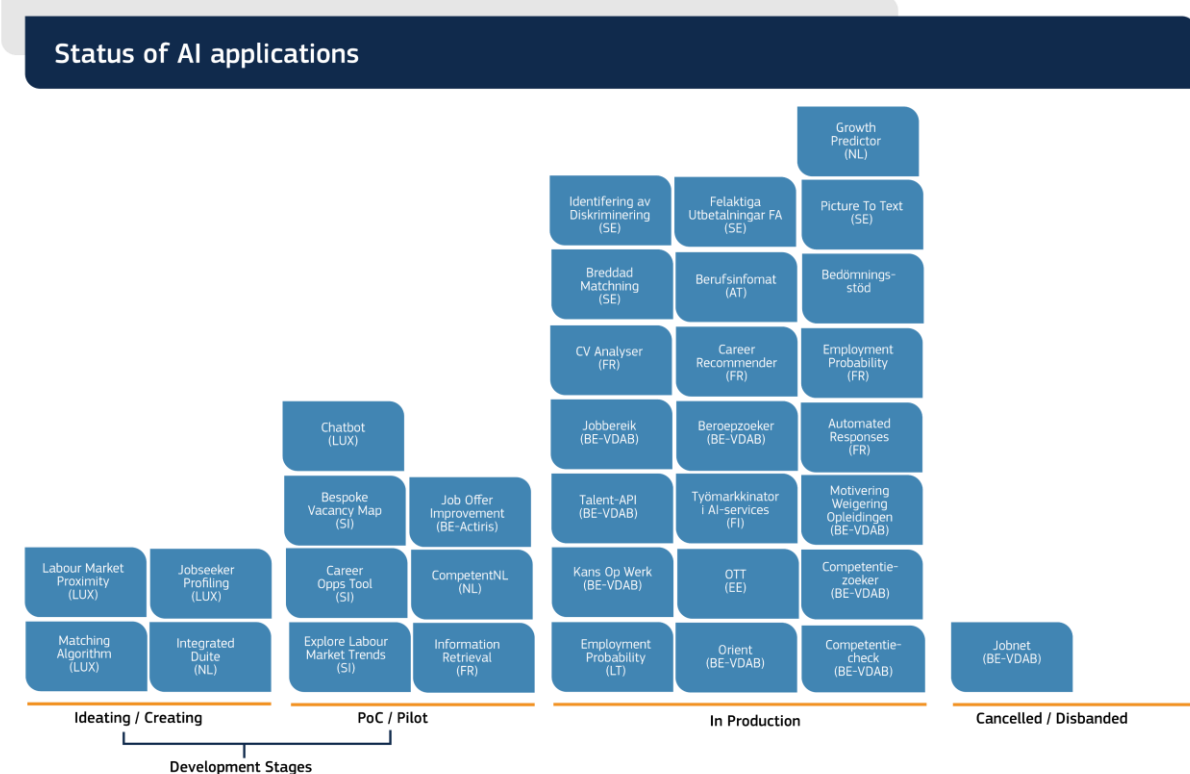 Status of AI applications
Growth
Predictor
(NL)
Identifering av
Diskriminering
(SE)
Felaktiga
Utbetalningar FA
(SE)
Picture To Text
(SE)
Breddad
Matchning
(SE)
Berufsinfomat
(AT)
Bedömnings-
stöd
CV Analyser
(FR)
Career
Recommender
(FR)
Employment
Probability
(FR)
Chatbot
(LUX)
Jobbereik
(BE-VDAB)
Beroepzoeker
(BE-VDAB)
Automated
Responses
(FR)
Bespoke
Vacancy Map
(SI)
Job Offer
Improvement
(BE-Actiris)
Talent-API
(BE-VDAB)
Työmarkkinator
i AI-services
(FI)
Motivering
Weigering
Opleidingen
(BE-VDAB)
Labour Market
Proximity
(LUX)
Jobseeker
Profiling
(LUX)
Career
Opps Tool
(SI)
CompetentNL
(NL)
Kans Op Werk
(BE-VDAB)
OTT
(EE)
Competentie-
zoeker
(BE-VDAB)
Matching
Algorithm
(LUX)
Integrated
Duite
(NL)
Explore Labour
Market Trends
(SI)
Information
Retrieval
(FR)
Employment
Probability
(LT)
Orient
(BE-VDAB)
Competentie-
check
(BE-VDAB)
Jobnet
(BE-VDAB)
Ideating / Creating
PoC / Pilot
In Production
Cancelled / Disbanded
Development Stages